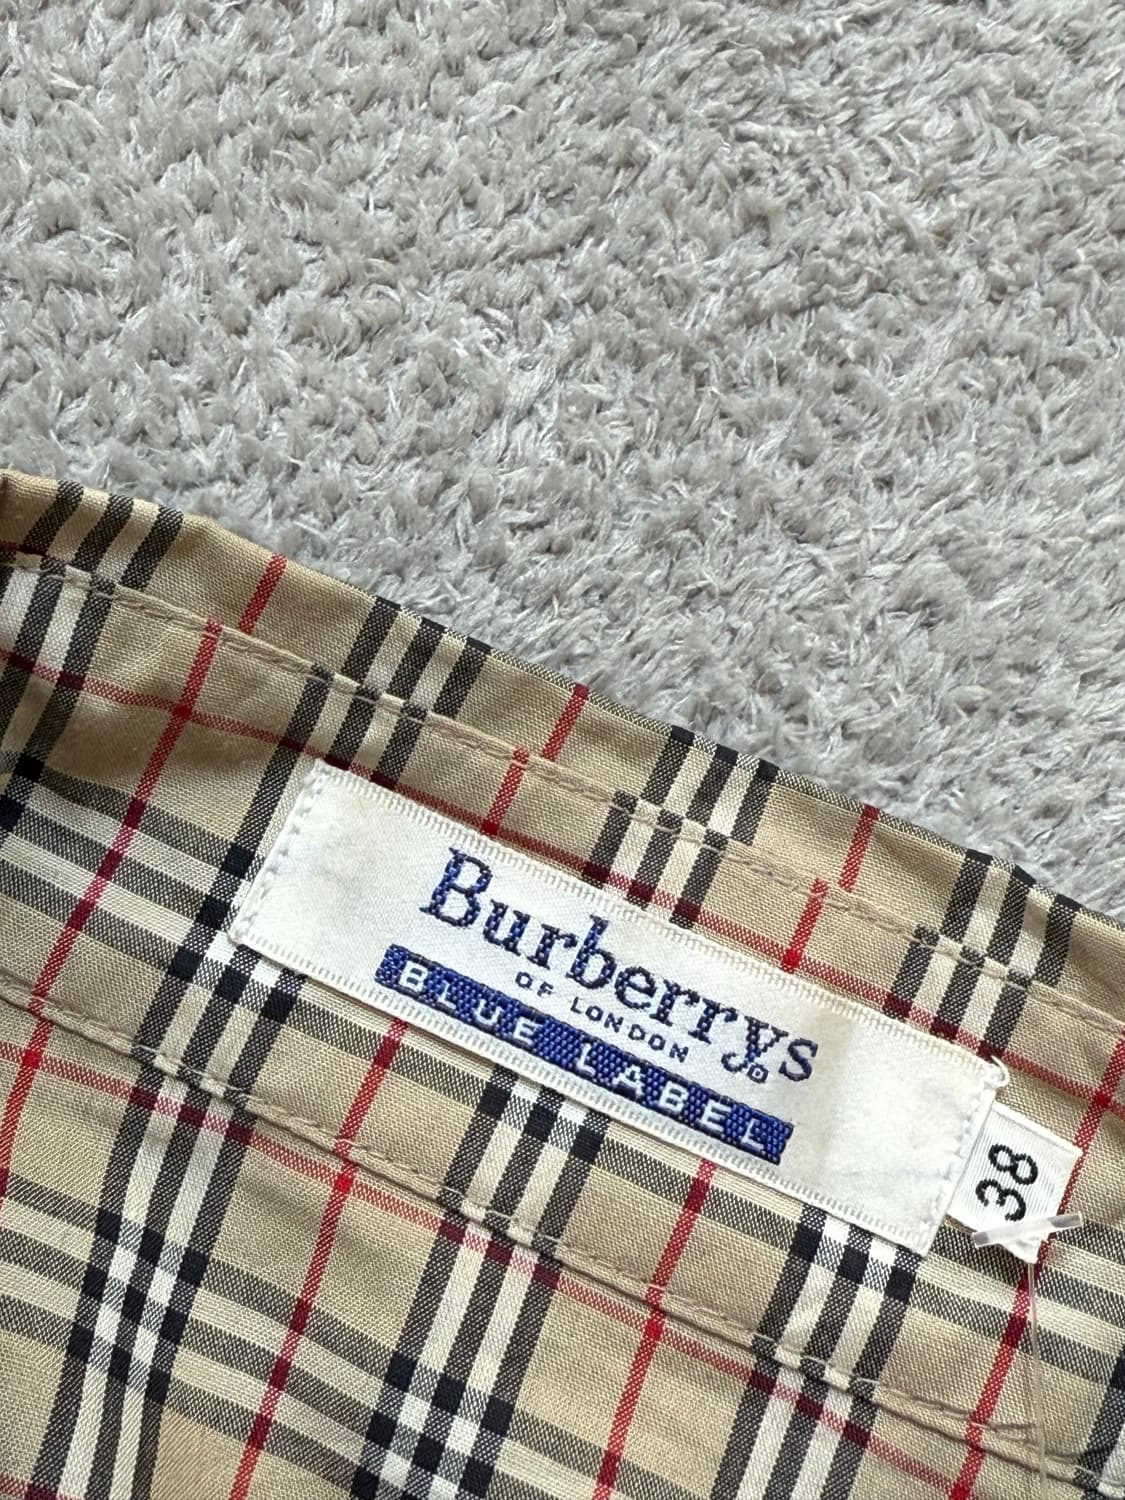 Burberrys
OF LONDON
BLUE LABEL
38